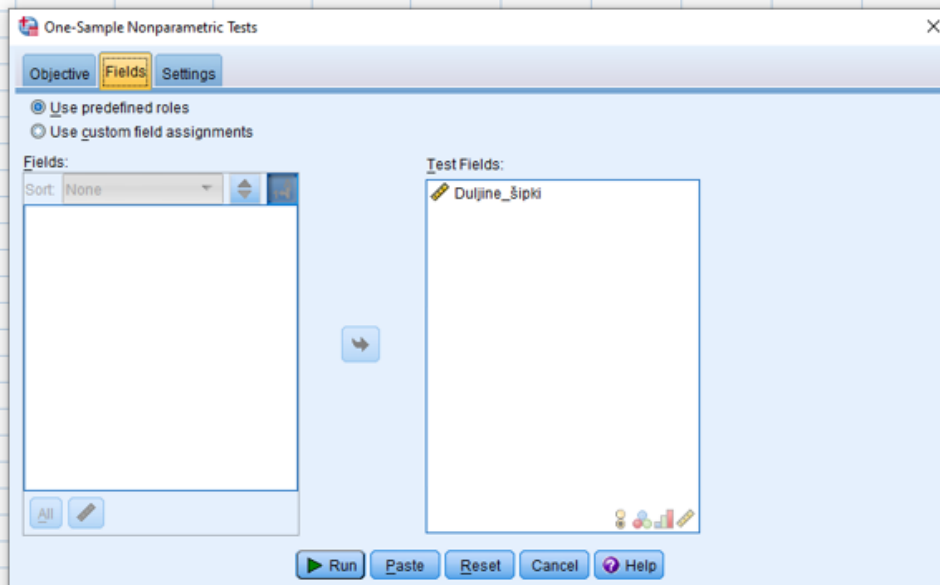 One-Sample Nonparametric Tests
Objective Fields Settings
Use predefined roles
Use custom field assignments
Fields:
Sort: None
Test Fields:
Duljine_šipki
All
Run Paste Reset Cancel Help